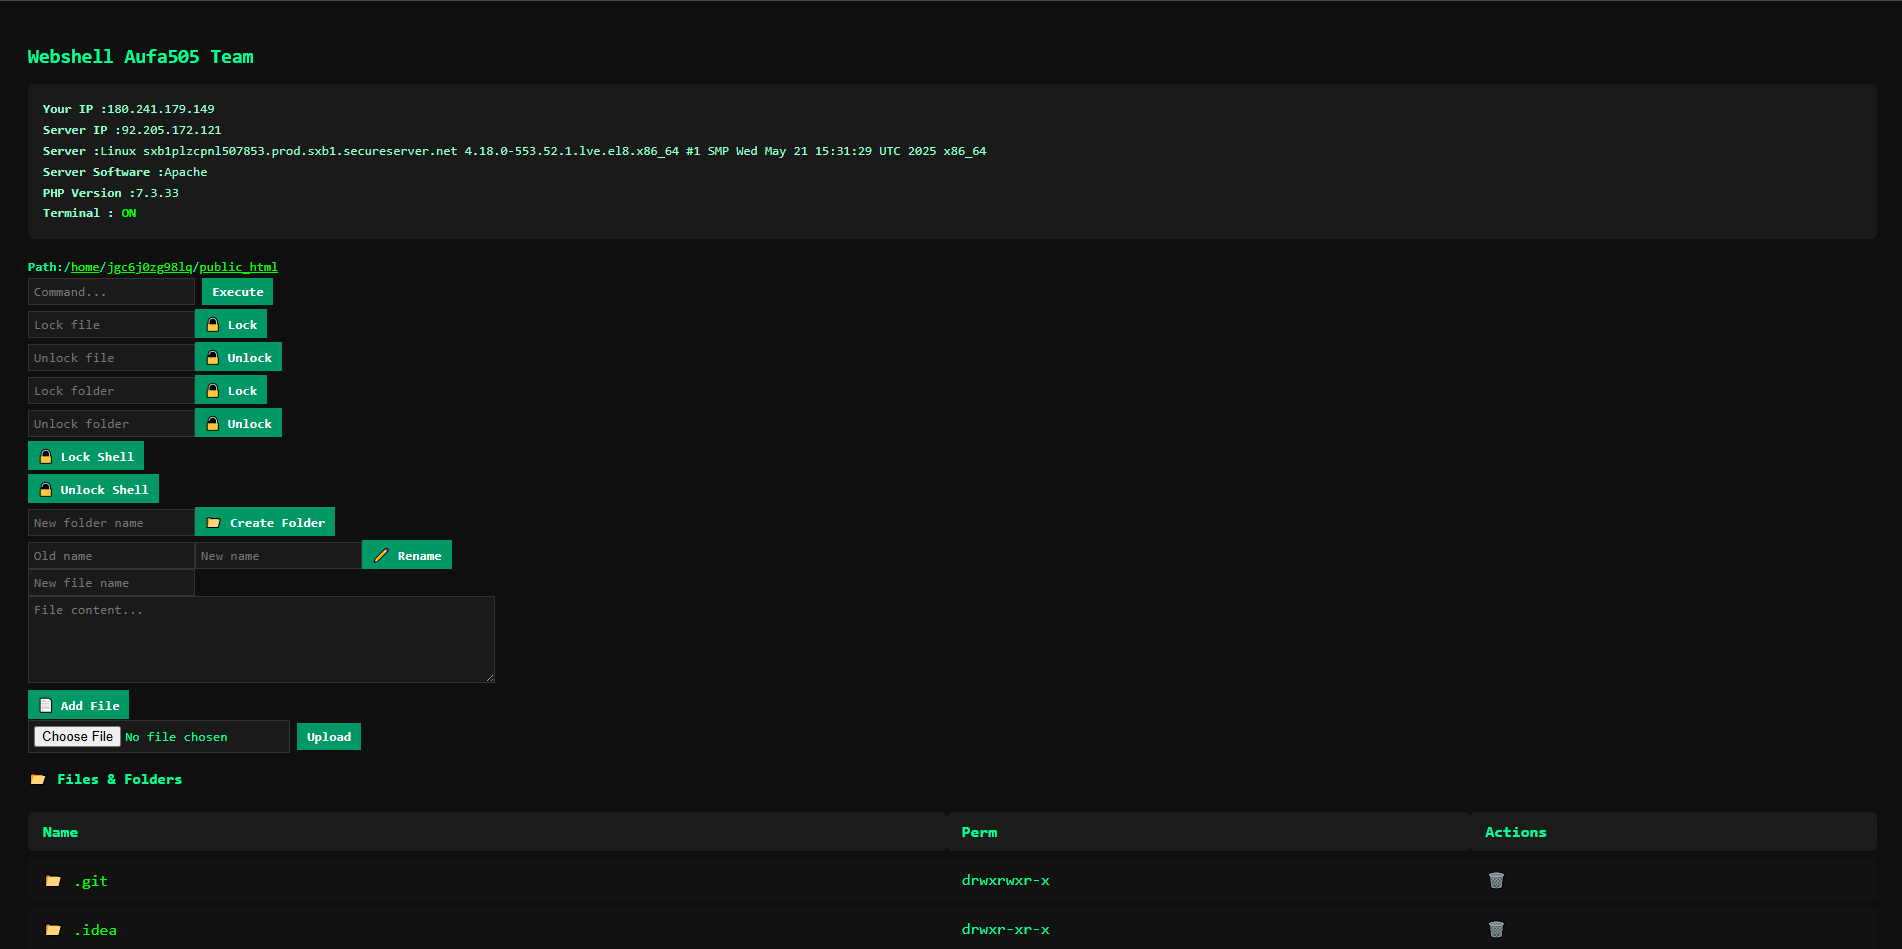 Webshell Aufa505 Team
Your IP :180.241.179.149
Server IP :92.205.172.121
Server :Linux sxb1plzcpnl507853.prod.sxb1.secureserver.net 4.18.0-553.52.1.lve.el8.x86_64 #1 SMP Wed May 21 15:31:29 UTC 2025 x86_64
Server Software :Apache
PHP Version :7.3.33
Terminal : ON
Path:/home/jgc6j0zg98lq/public_html
Command... Execute
Lock file Lock
Unlock file Unlock
Lock folder Lock
Unlock folder Unlock
Lock Shell
Unlock Shell
New folder name Create Folder
Old name New name Rename
New file name
File content...
Add File
Choose File No file chosen Upload
Files & Folders
Name Perm Actions
.git drwxrwxr-x
.idea drwxr-xr-x